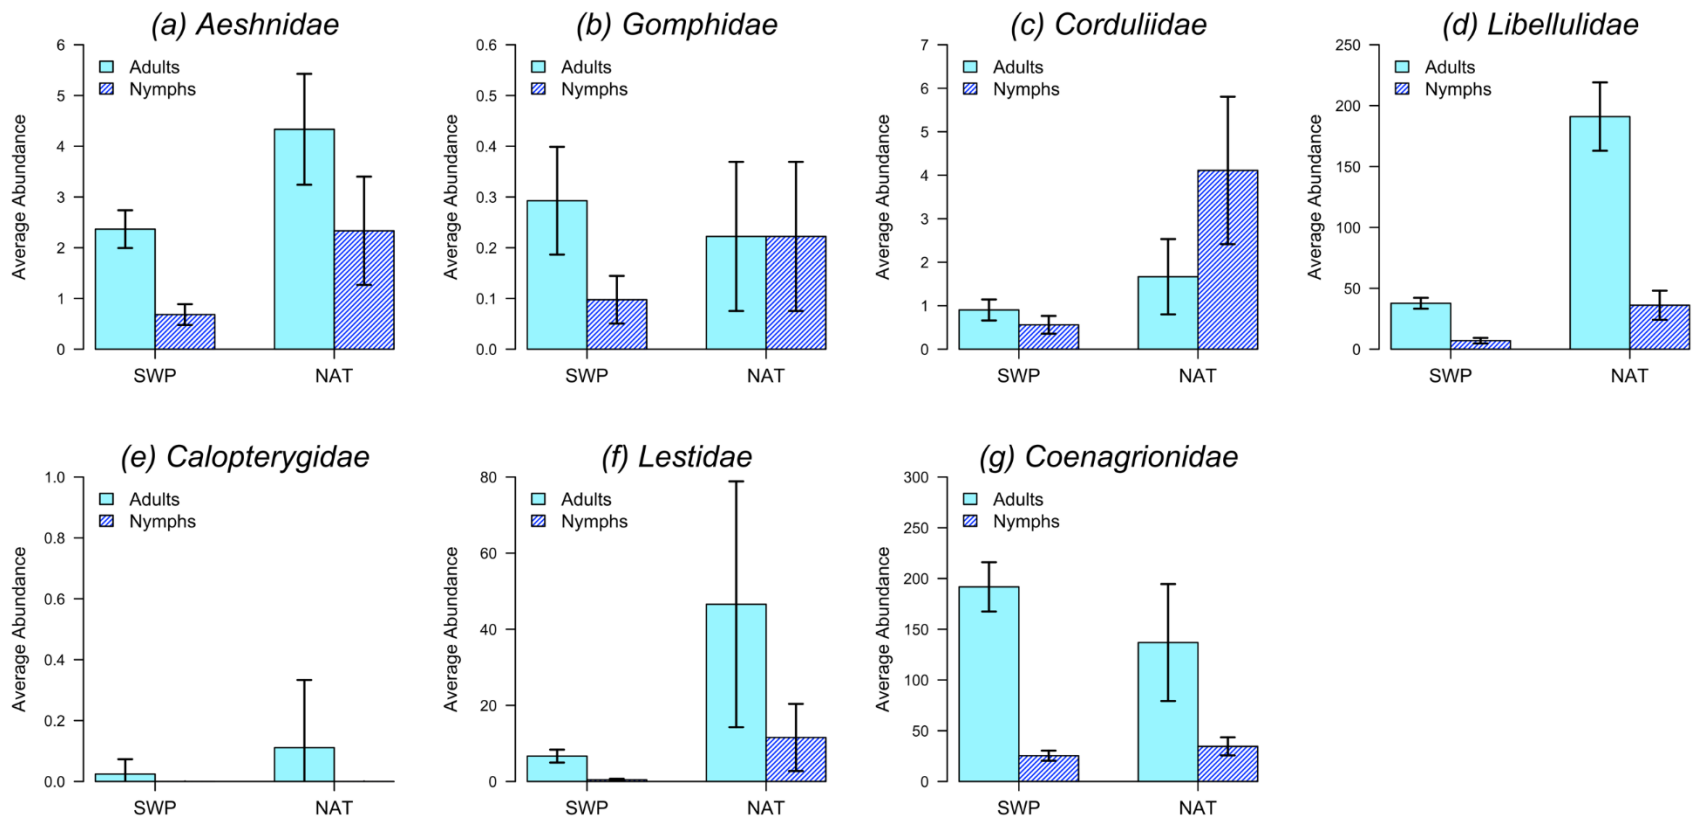 (a) Aeshnidae
Average Abundance
6
5
4
3
2
1
0
Adults
Nymphs
SWP
NAT
(b) Gomphidae
Average Abundance
0.6
0.5
0.4
0.3
0.2
0.1
0.0
Adults
Nymphs
SWP
NAT
(c) Corduliidae
Average Abundance
7
6
5
4
3
2
1
0
Adults
Nymphs
SWP
NAT
(d) Libellulidae
Average Abundance
250
200
150
100
50
0
Adults
Nymphs
SWP
NAT
(e) Calopterygidae
Average Abundance
1.0
0.8
0.6
0.4
0.2
0.0
Adults
Nymphs
SWP
NAT
(f) Lestidae
Average Abundance
80
60
40
20
0
Adults
Nymphs
SWP
NAT
(g) Coenagrionidae
Average Abundance
300
250
200
150
100
50
0
Adults
Nymphs
SWP
NAT